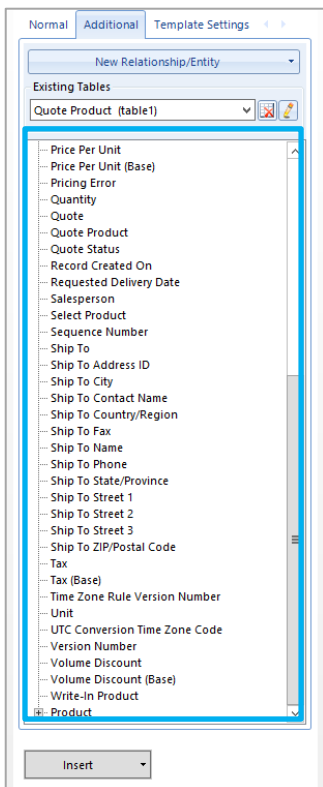 Normal Additional Template Settings
New Relationship/Entity
Existing Tables
Quote Product (table1)
Price Per Unit
Price Per Unit (Base)
Pricing Error
Quantity
Quote
Quote Product
Quote Status
Record Created On
Requested Delivery Date
Salesperson
Select Product
Sequence Number
Ship To
Ship To Address ID
Ship To City
Ship To Contact Name
Ship To Country/Region
Ship To Fax
Ship To Name
Ship To Phone
Ship To State/Province
Ship To Street 1
Ship To Street 2
Ship To Street 3
Ship To ZIP/Postal Code
Tax
Tax (Base)
Time Zone Rule Version Number
Unit
UTC Conversion Time Zone Code
Version Number
Volume Discount
Volume Discount (Base)
Write-In Product
Product
Insert